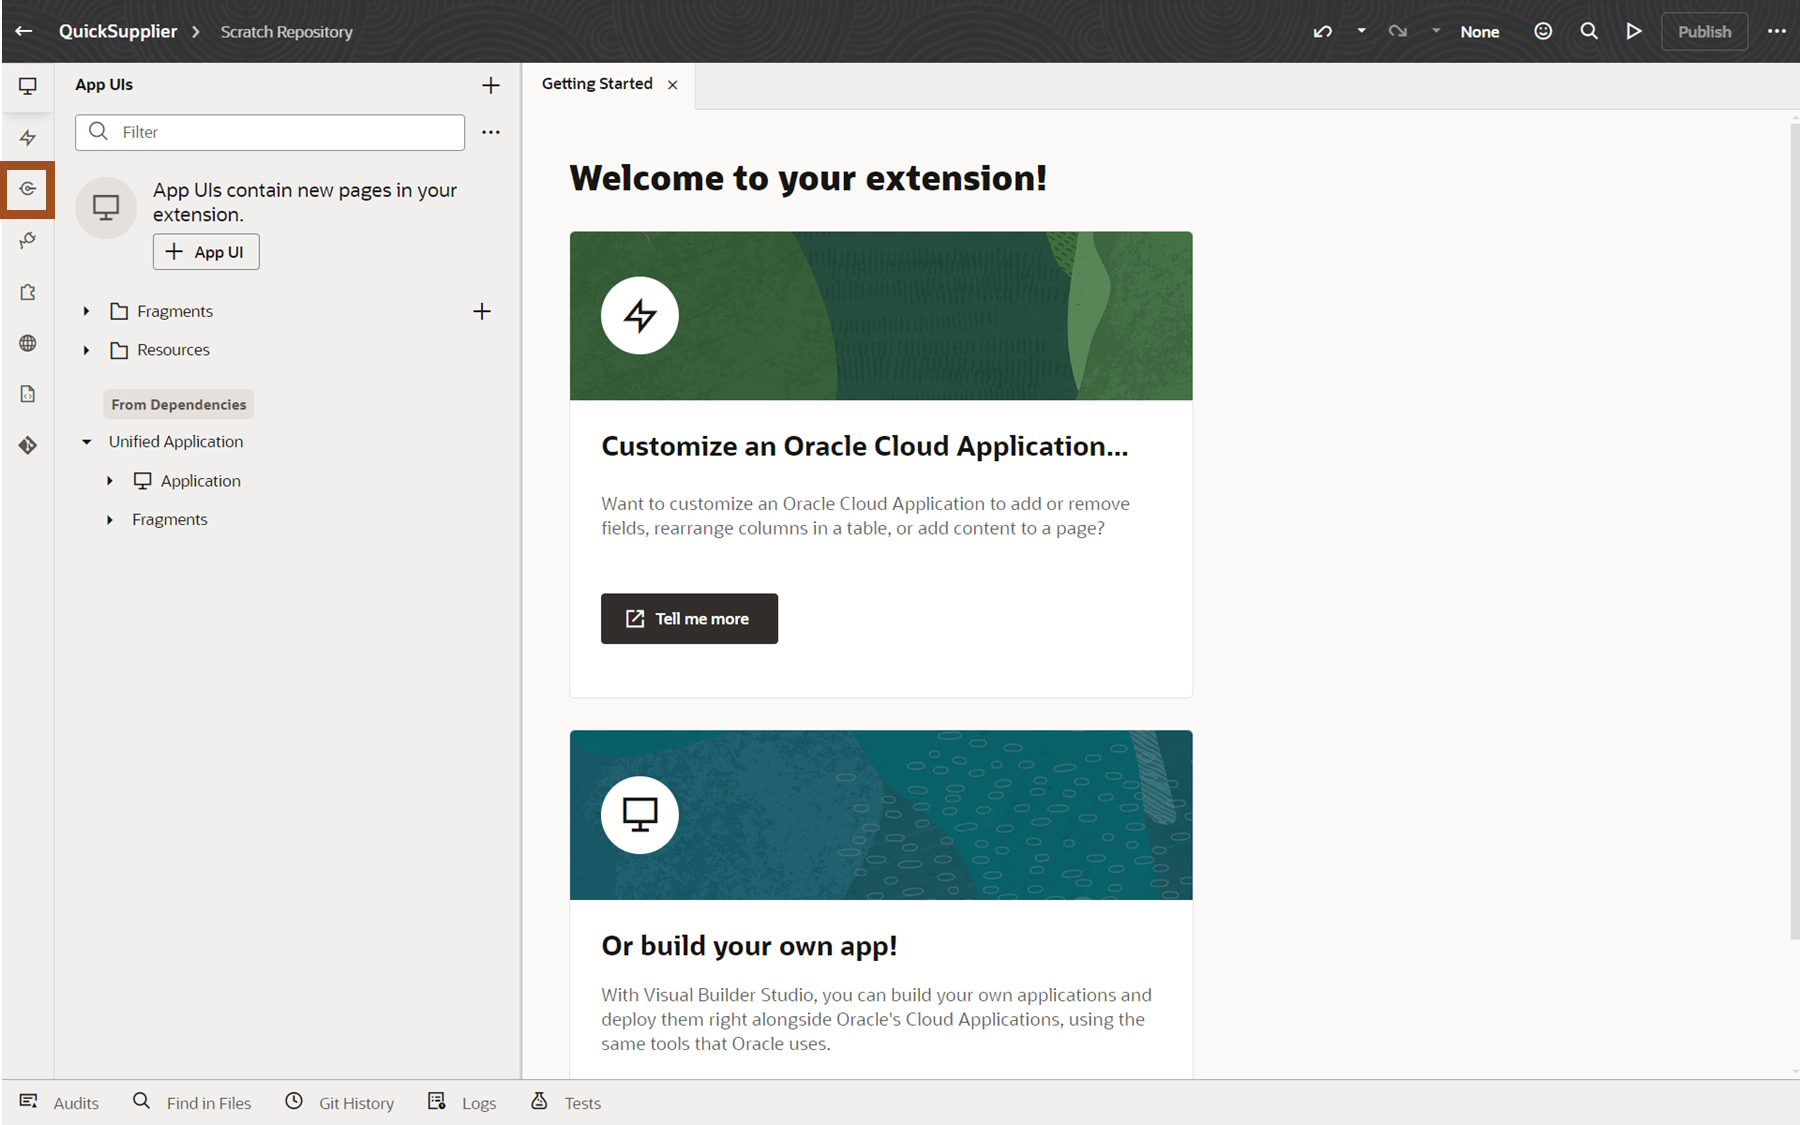 QuickSupplier
Scratch Repository
None
Publish
App UIs
Filter
App UIs contain new pages in your
extension.
App UI
Fragments
Resources
From Dependencies
Unified Application
Application
Fragments
Getting Started
Welcome to your extension!
Customize an Oracle Cloud Application...
Want to customize an Oracle Cloud Application to add or remove
fields, rearrange columns in a table, or add content to a page?
Tell me more
Or build your own app!
With Visual Builder Studio, you can build your own applications and
deploy them right alongside Oracle's Cloud Applications, using the
same tools that Oracle uses.
Audits
Find in Files
Git History
Logs
Tests